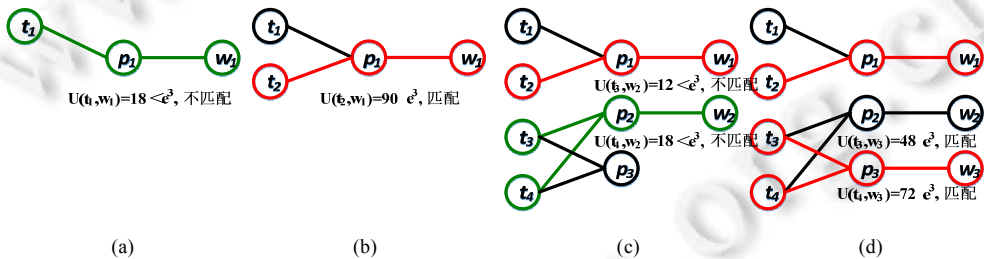 t1 p1 w1
U(t1,w1)=18 <e³, 不匹配
(a)
t1
p1 w1
t2
U(t2,w1)=90 e³, 匹配
(b)
t1
p1 w1
t2
U(t3,w2)=12 <e³, 不匹配
p2 w2
t3
U(t4,w2)=18 <e³, 不匹配
p3
t4
(c)
t1
p1 w1
t2
p2 w2
t3
U(t3,w3)=48 e³, 匹配
p3 w3
t4
U(t4,w3)=72 e³, 匹配
(d)